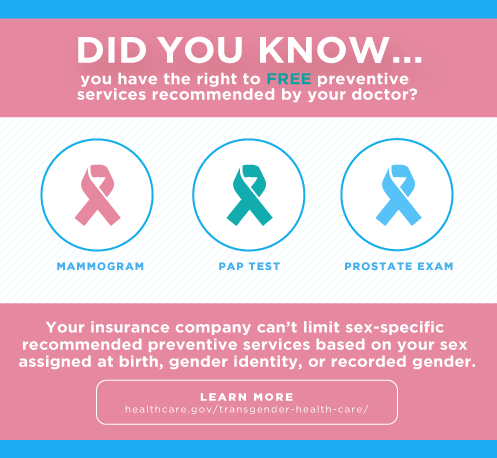 DID YOU KNOW...
you have the right to FREE preventive
services recommended by your doctor?
MAMMOGRAM
PAP TEST
PROSTATE EXAM
Your insurance company can't limit sex-specific
recommended preventive services based on your sex
assigned at birth, gender identity, or recorded gender.
LEARN MORE
healthcare.gov/transgender-health-care/